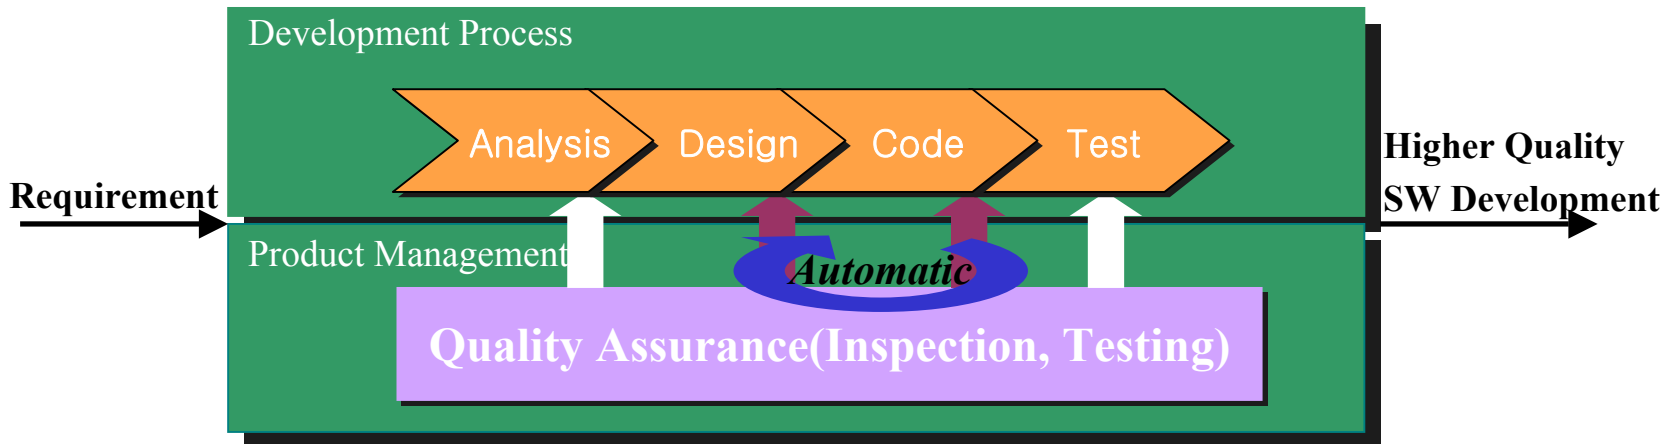 Development Process
Analysis
Design
Code
Test
Requirement
Higher Quality
SW Development
Product Management
Automatic
Quality Assurance(Inspection, Testing)